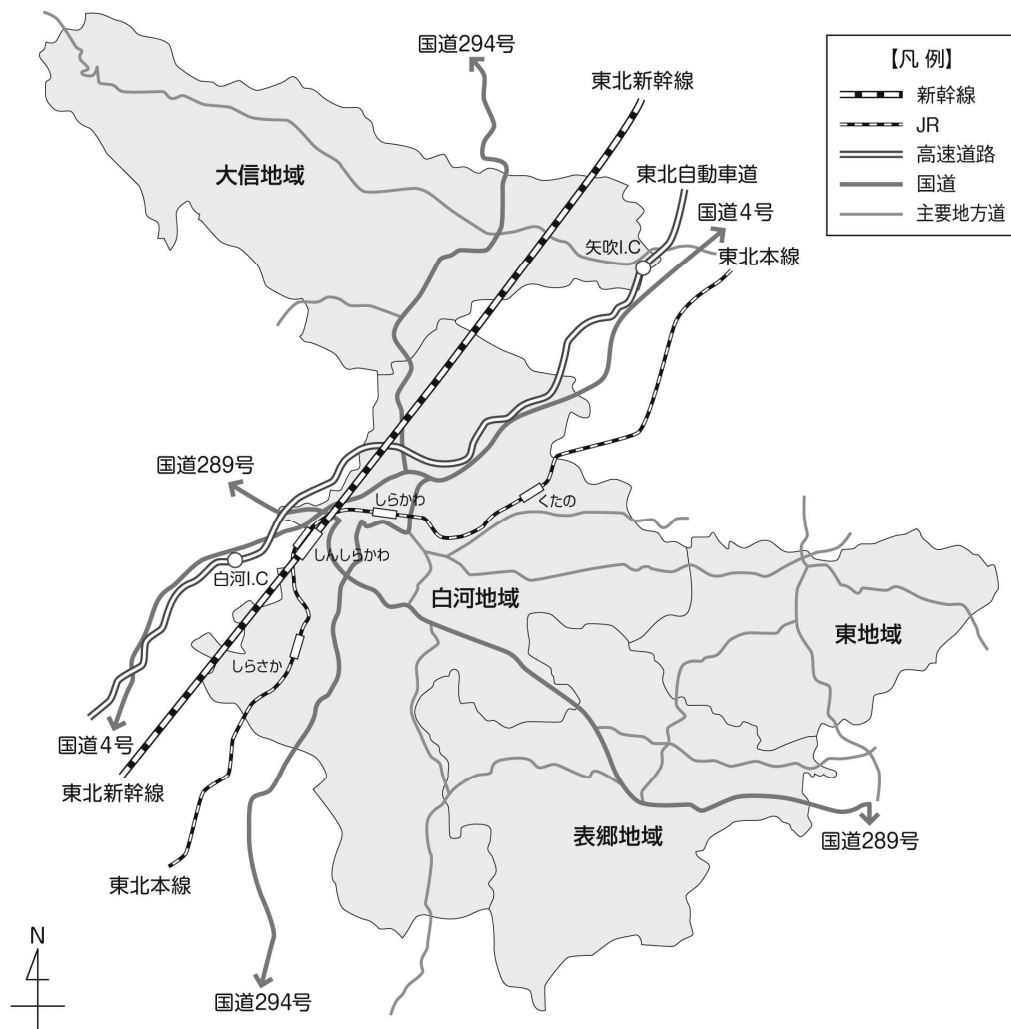 国道294号
東北新幹線
【凡 例】
新幹線
JR
高速道路
国道
主要地方道
大信地域
東北自動車道
国道4号
矢吹I.C
東北本線
国道289号
しらかわ
くたの
しんしらかわ
白河I.C
白河地域
東地域
しらさか
国道4号
東北新幹線
表郷地域
国道289号
東北本線
N
国道294号